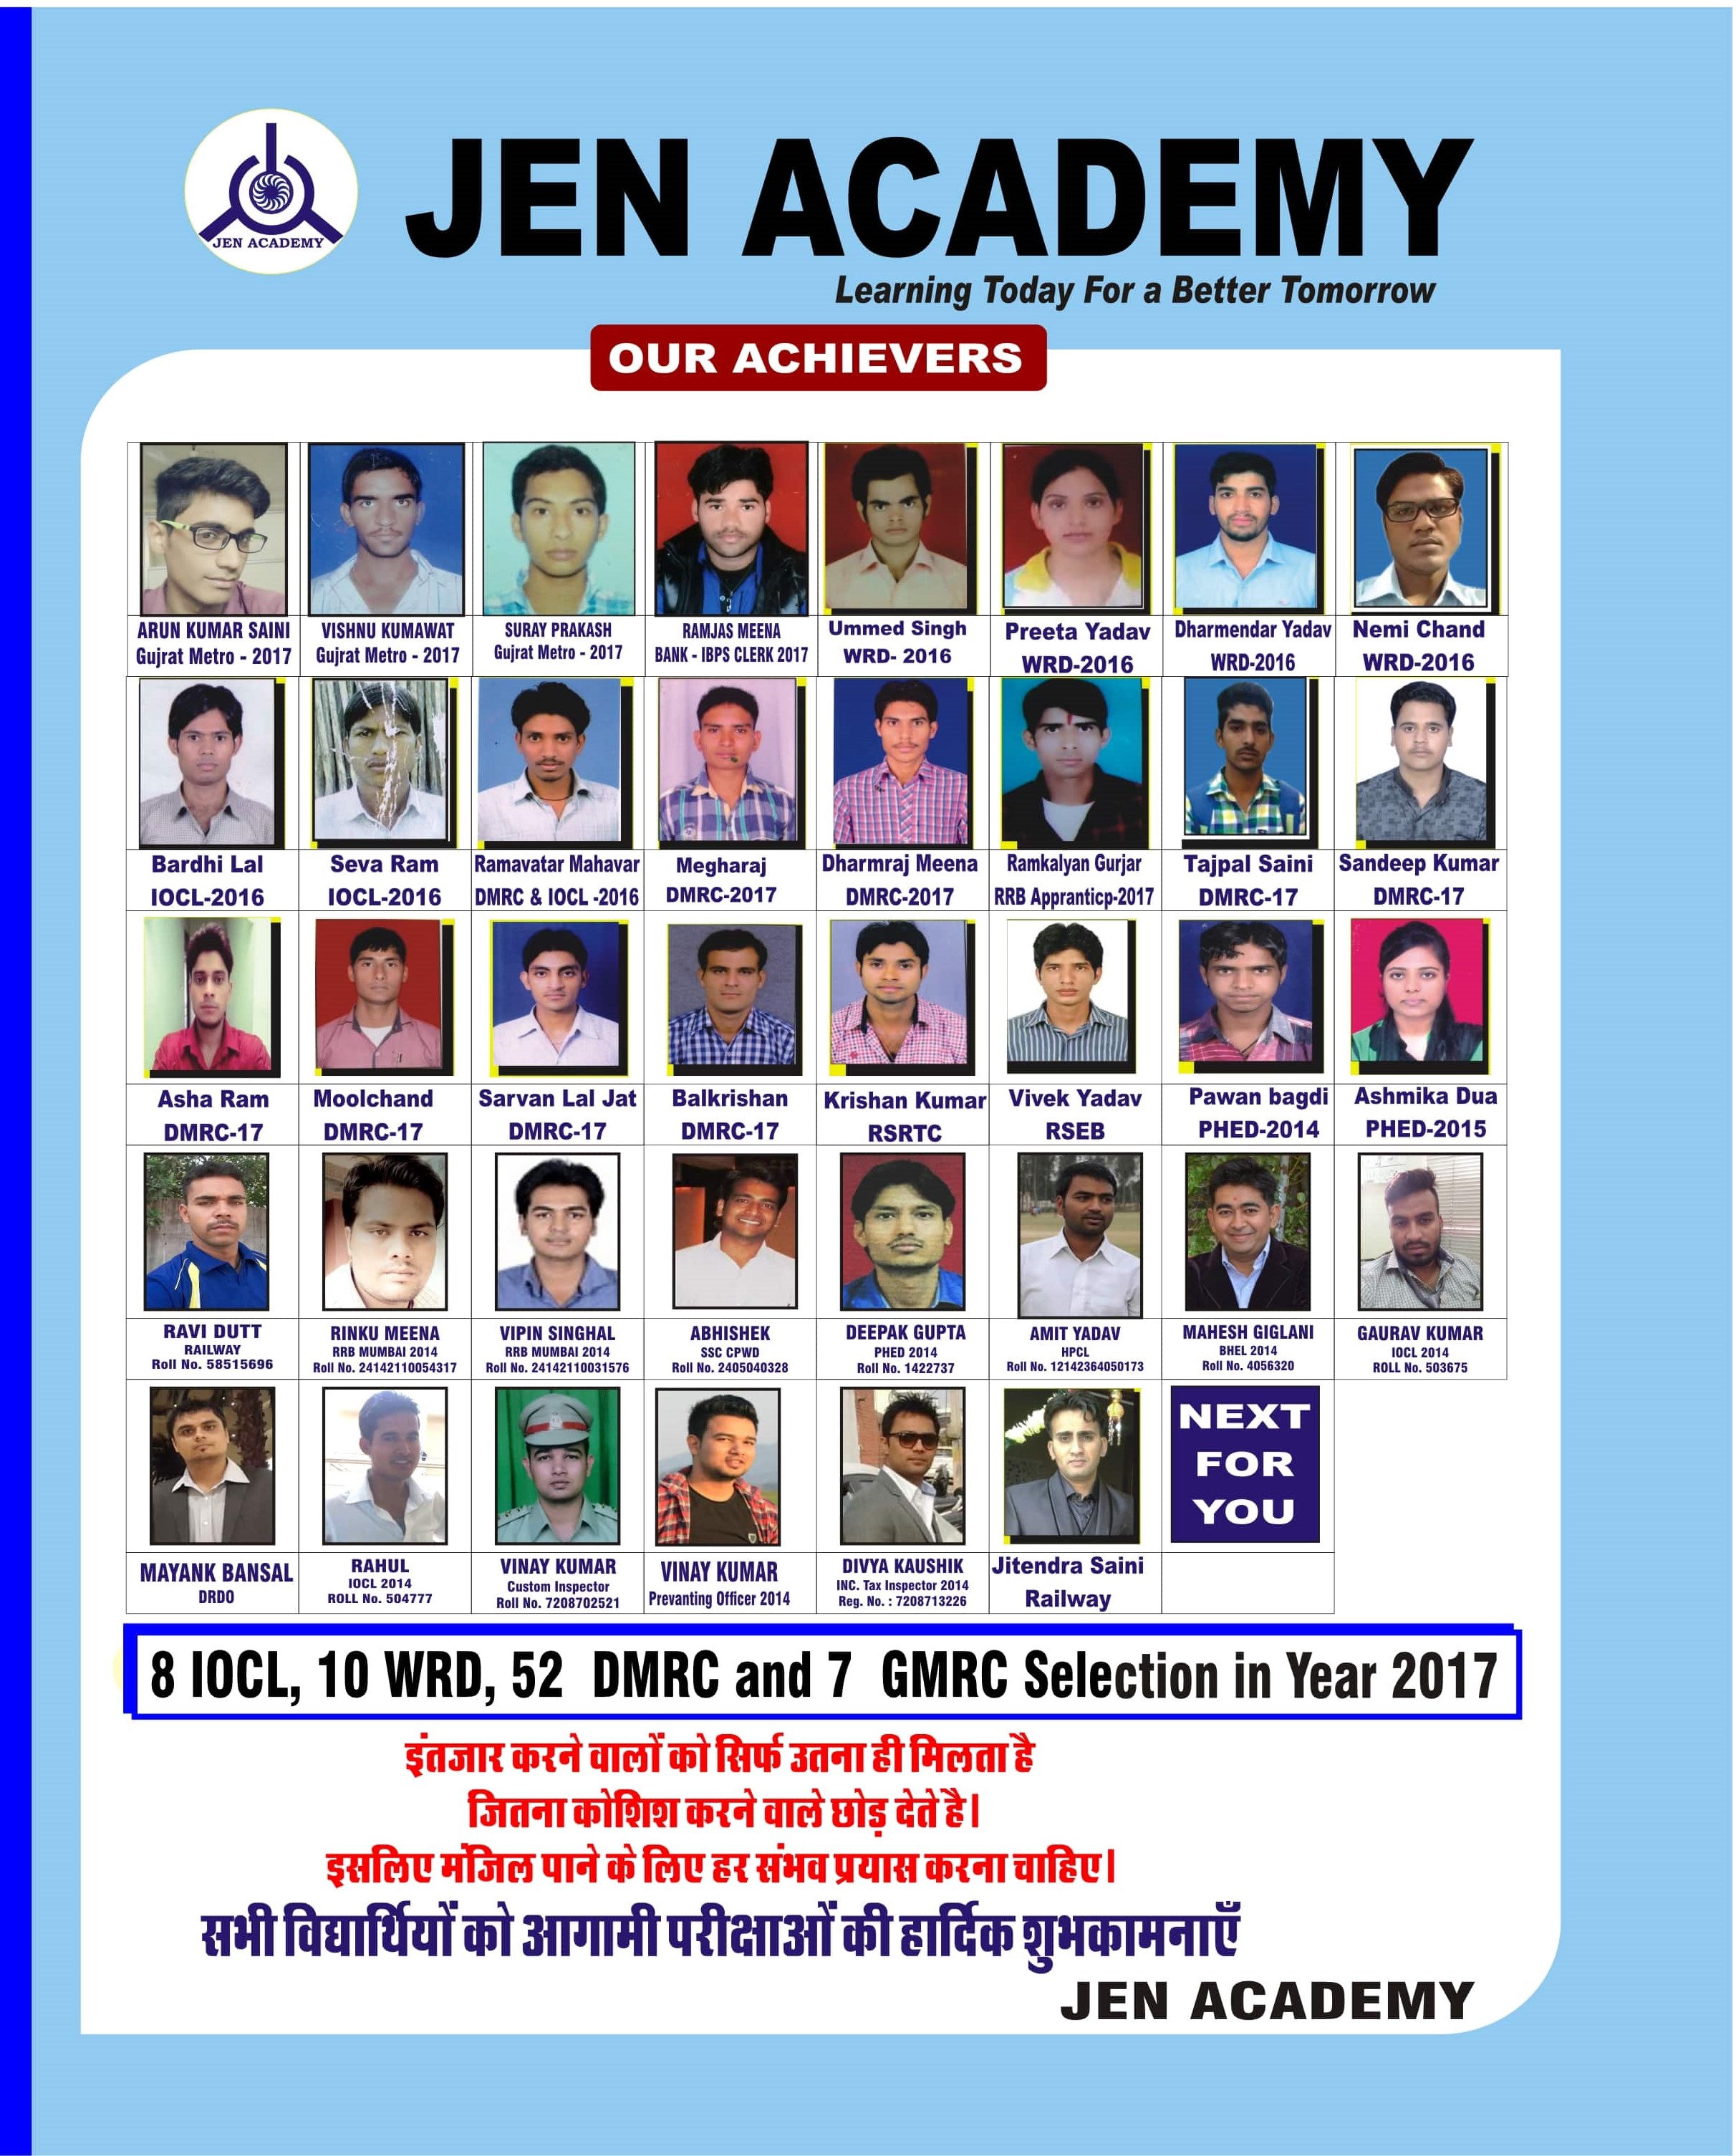 JEN ACADEMY
JEN ACADEMY
Learning Today For a Better Tomorrow
OUR ACHIEVERS
ARUN KUMAR SAINI
Gujrat Metro - 2017
VISHNU KUMAWAT
Gujrat Metro - 2017
SURAY PRAKASH
Gujrat Metro - 2017
RAMJAS MEENA
BANK - IBPS CLERK 2017
Ummed Singh
WRD- 2016
Preeta Yadav
WRD-2016
Dharmendar Yadav
WRD-2016
Nemi Chand
WRD-2016
Bardhi Lal
IOCL-2016
Seva Ram
IOCL-2016
Ramavatar Mahavar
DMRC & IOCL -2016
Megharaj
DMRC-2017
Dharmraj Meena
DMRC-2017
Ramkalyan Gurjar
RRB Appranticp-2017
Tajpal Saini
DMRC-17
Sandeep Kumar
DMRC-17
Asha Ram
DMRC-17
Moolchand
DMRC-17
Sarvan Lal Jat
DMRC-17
Balkrishan
DMRC-17
Krishan Kumar
RSRTC
Vivek Yadav
RSEB
Pawan bagdi
PHED-2014
Ashmika Dua
PHED-2015
RAVI DUTT
RAILWAY
Roll No. 58515696
RINKU MEENA
RRB MUMBAI 2014
Roll No. 24142110054317
VIPIN SINGHAL
RRB MUMBAI 2014
Roll No. 24142110031576
ABHISHEK
SSC CPWD
Roll No. 2405040328
DEEPAK GUPTA
PHED 2014
Roll No. 1422737
AMIT YADAV
HPCL
Roll No. 12142364050173
MAHESH GIGLANI
BHEL 2014
Roll No. 4056320
GAURAV KUMAR
IOCL 2014
ROLL No. 503675
MAYANK BANSAL
DRDO
RAHUL
IOCL 2014
ROLL No. 504777
VINAY KUMAR
Custom Inspector
Roll No. 7208702521
VINAY KUMAR
Prevanting Officer 2014
DIVYA KAUSHIK
INC. Tax Inspector 2014
Reg. No. : 7208713226
Jitendra Saini
Railway
NEXT
FOR
YOU
8 IOCL, 10 WRD, 52 DMRC and 7 GMRC Selection in Year 2017
इंतजार करने वालों को सिर्फ उतना ही मिलता है
जितना कोशिश करने वाले छोड़ देते है।
इसलिए मंजिल पाने के लिए हर संभव प्रयास करना चाहिए।
सभी विद्यार्थियों को आगामी परीक्षाओं की हार्दिक शुभकामनाएँ
JEN ACADEMY